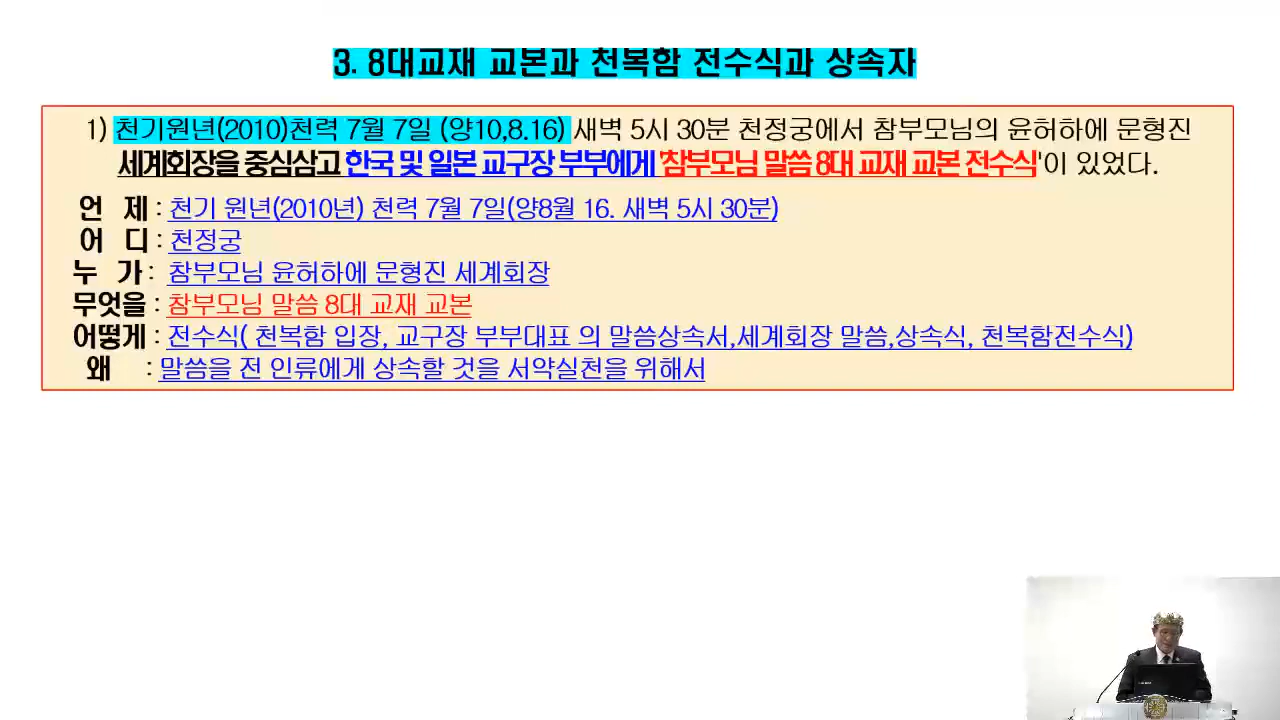 3. 8대교재 교본과 천복함 전수식과 상속자
1) 천기원년(2010)천력 7월 7일 (양10,8.16) 새벽 5시 30분 천정궁에서 참부모님의 윤허하에 문형진
세계회장을 중심삼고 한국 및 일본 교구장 부부에게 '참부모님 말씀 8대 교재 교본 전수식'이 있었다.
언 제 : 천기 원년(2010년) 천력 7월 7일(양8월 16. 새벽 5시 30분)
어 디 : 천정궁
누 가 : 참부모님 윤허하에 문형진 세계회장
무엇을 : 참부모님 말씀 8대 교재 교본
어떻게 : 전수식( 천복함 입장, 교구장 부부대표 의 말씀상속서,세계회장 말씀,상속식, 천복함전수식)
왜 : 말씀을 전 인류에게 상속할 것을 서약실천을 위해서